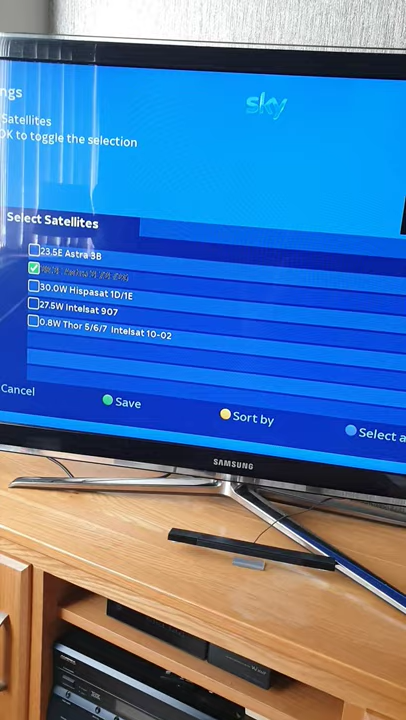 ngs
sky
Satellites
OK to toggle the selection
Select Satellites
23.5E Astra 3B
30.0W Hispasat 1D/1E
27.5W Intelsat 907
0.8W Thor 5/6/7 Intelsat 10-02
Cancel
Save
Sort by
Select a
SAMSUNG